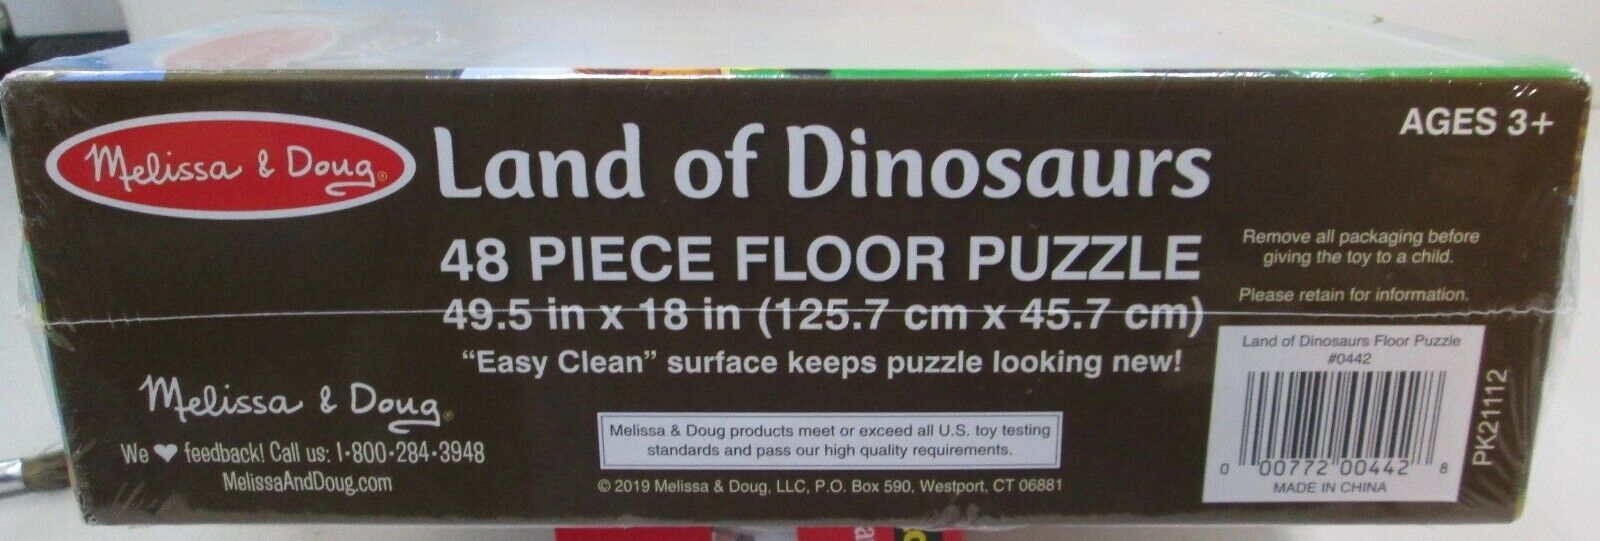 Melissa & Doug®
Land of Dinosaurs
AGES 3+
48 PIECE FLOOR PUZZLE
49.5 in x 18 in (125.7 cm x 45.7 cm)
"Easy Clean" surface keeps puzzle looking new!
Remove all packaging before
giving the toy to a child.
Please retain for information.
Melissa & Doug®
We ♥ feedback! Call us: 1-800-284-3948
MelissaAndDoug.com
Melissa & Doug products meet or exceed all U.S. toy testing
standards and pass our high quality requirements.
© 2019 Melissa & Doug, LLC, P.O. Box 590, Westport, CT 06881
Land of Dinosaurs Floor Puzzle
#0442
0 00772 00442 8
MADE IN CHINA
PK21112